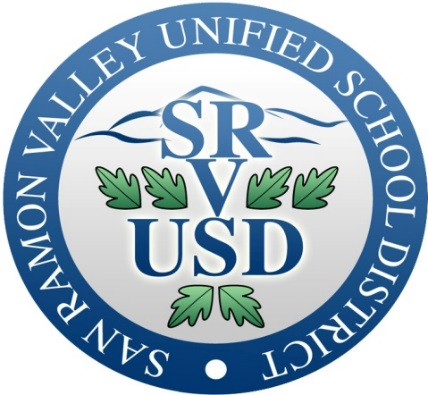 SAN RAMON VALLEY UNIFIED SCHOOL DISTRICT
SR
V
USD